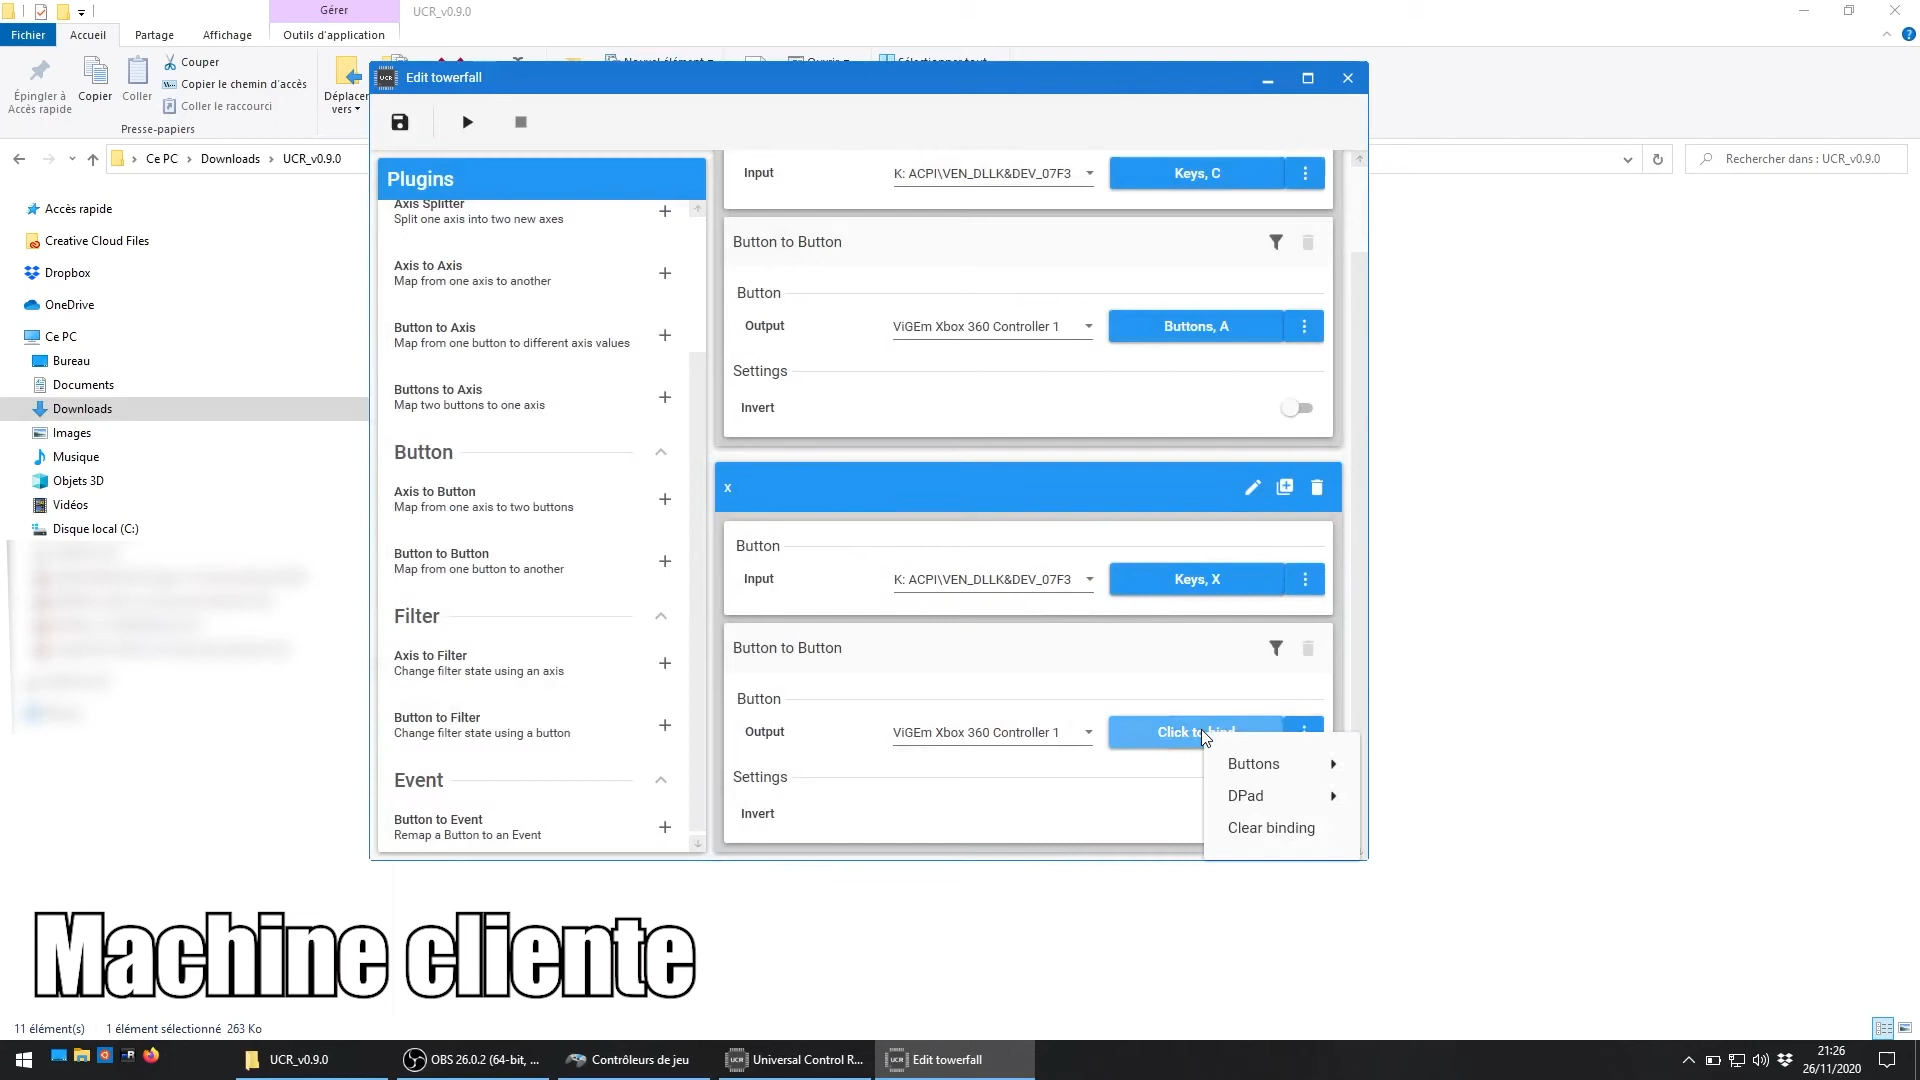 Gérer
UCR_v0.9.0
Fichier
Accueil
Partage
Affichage
Outils d'application
Épingler à
Accès rapide
Copier
Coller
Couper
Copier le chemin d'accès
Coller le raccourci
Presse-papiers
Déplacer
vers
Edit towerfall
Ce PC
Downloads
UCR_v0.9.0
Rechercher dans : UCR_v0.9.0
Accès rapide
Creative Cloud Files
Dropbox
OneDrive
Ce PC
Bureau
Documents
Downloads
Images
Musique
Objets 3D
Vidéos
Disque local (C:)
Plugins
Axis Splitter
Split one axis into two new axes
Axis to Axis
Map from one axis to another
Button to Axis
Map from one button to different axis values
Buttons to Axis
Map two buttons to one axis
Button
Axis to Button
Map from one axis to two buttons
Button to Button
Map from one button to another
Filter
Axis to Filter
Change filter state using an axis
Button to Filter
Change filter state using a button
Event
Button to Event
Remap a Button to an Event
Input
K: ACPI\VEN_DLLK&DEV_07F3
Keys, C
Button to Button
Button
Output
ViGEm Xbox 360 Controller 1
Buttons, A
Settings
Invert
x
Button
Input
K: ACPI\VEN_DLLK&DEV_07F3
Keys, X
Button to Button
Button
Output
ViGEm Xbox 360 Controller 1
Click to bind
Settings
Invert
Buttons
DPad
Clear binding
Machine cliente
11 élément(s)
1 élément sélectionné 263 Ko
UCR_v0.9.0
OBS 26.0.2 (64-bit, ...
Contrôleurs de jeu
Universal Control R...
Edit towerfall
21:26
26/11/2020